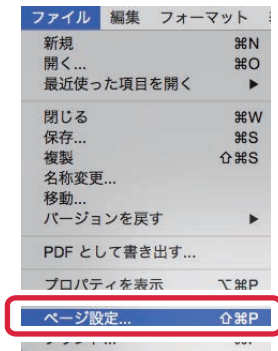 ファイル 編集 フォーマット
新規 ⌘N
開く... ⌘O
最近使った項目を開く ▶
閉じる ⌘W
保存... ⌘S
複製 ⇧⌘S
名称変更...
移動...
バージョンを戻す ▶
PDF として書き出す...
プロパティを表示 ⌥⌘P
ページ設定... ⇧⌘P